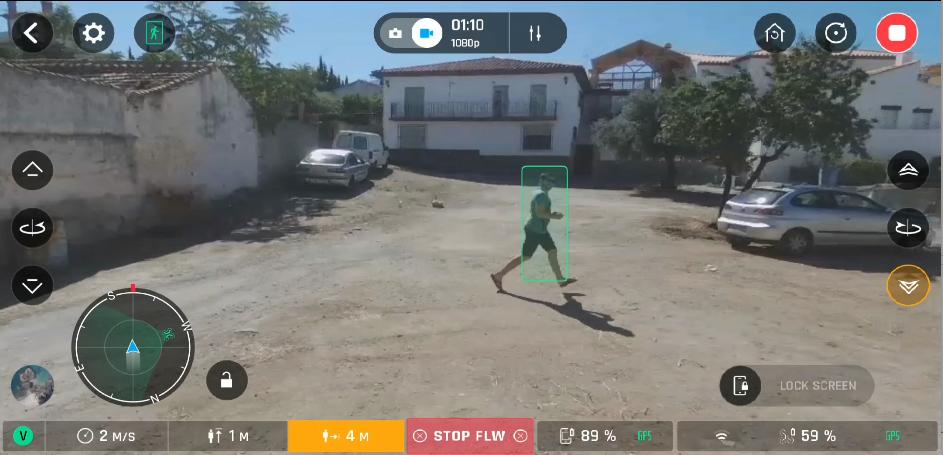 01:10
1080p
S
W
E
N
LOCK SCREEN
V
2 M/S
1 M
4 M
STOP FLW
89 %
GPS
59 %
GPS